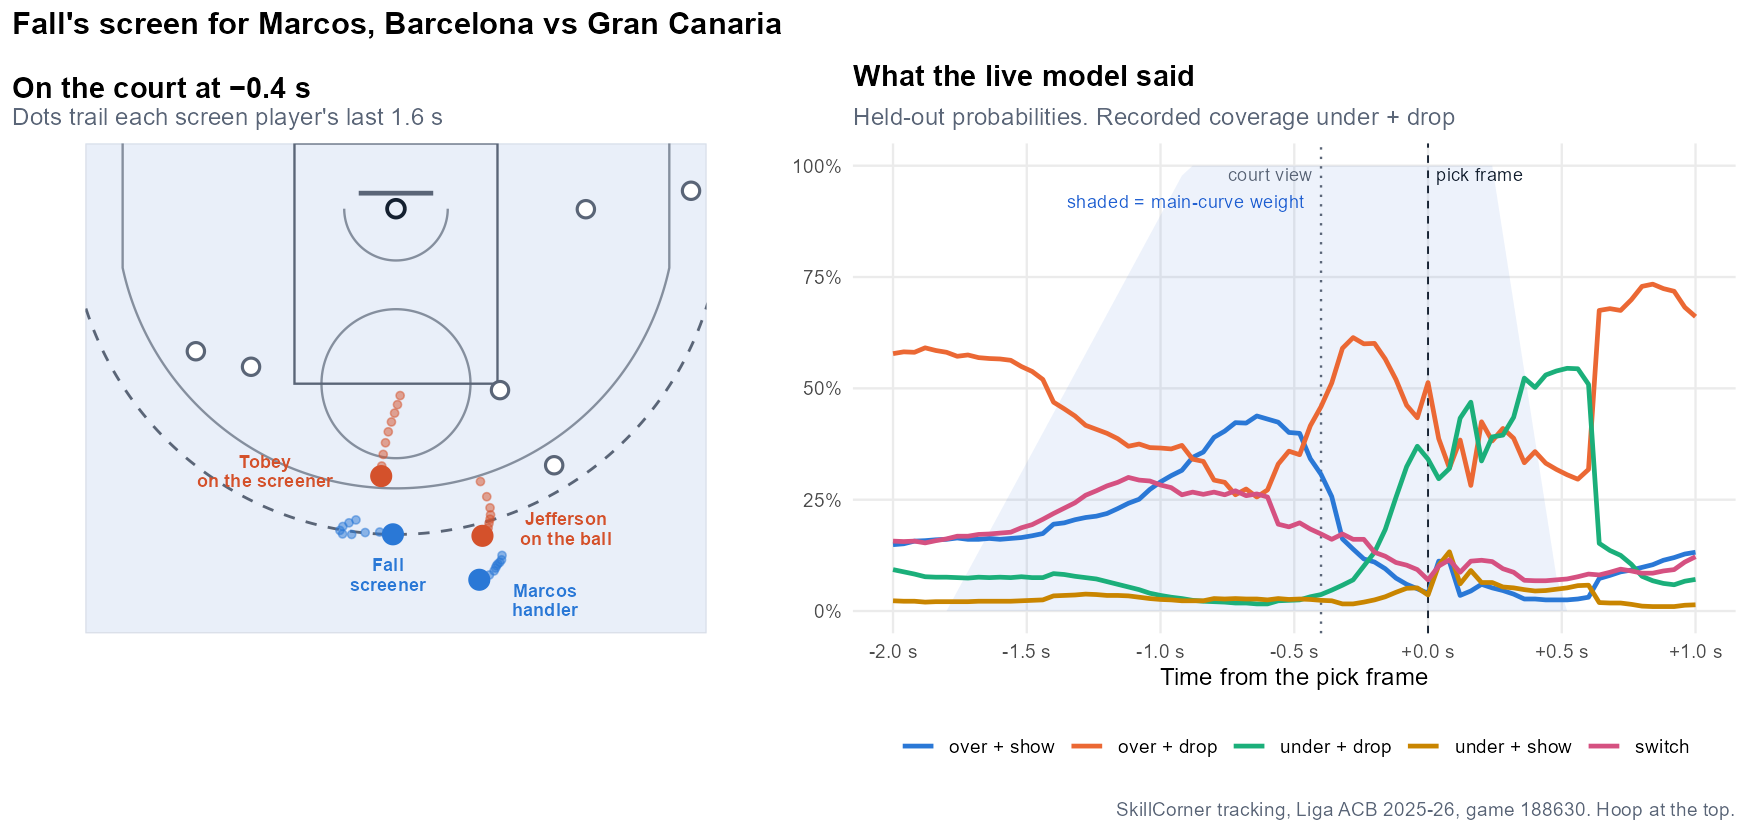 Fall's screen for Marcos, Barcelona vs Gran Canaria
On the court at −0.4 s
Dots trail each screen player's last 1.6 s
Tobey
on the screener
Jefferson
on the ball
Fall
screener
Marcos
handler
What the live model said
Held-out probabilities. Recorded coverage under + drop
100%
75%
50%
25%
0%
court view
pick frame
shaded = main-curve weight
-2.0 s
-1.5 s
-1.0 s
-0.5 s
+0.0 s
+0.5 s
+1.0 s
Time from the pick frame
over + show
over + drop
under + drop
under + show
switch
SkillCorner tracking, Liga ACB 2025-26, game 188630. Hoop at the top.